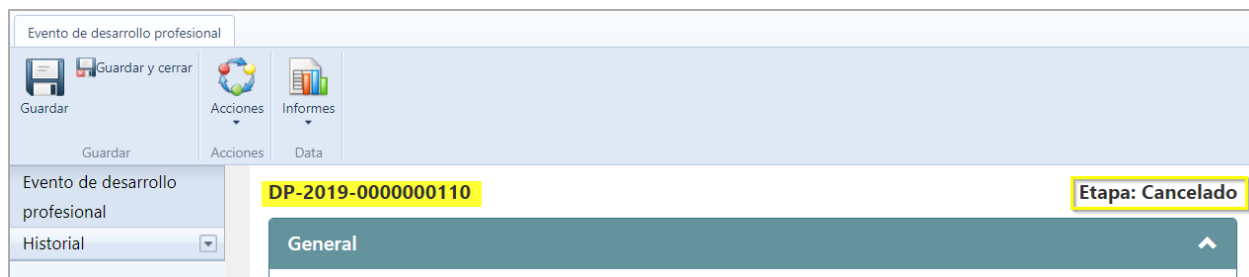 Evento de desarrollo profesional
Guardar y cerrar
Guardar
Acciones
Informes
Guardar
Acciones
Data
Evento de desarrollo
profesional
Historial
DP-2019-0000000110
Etapa: Cancelado
General